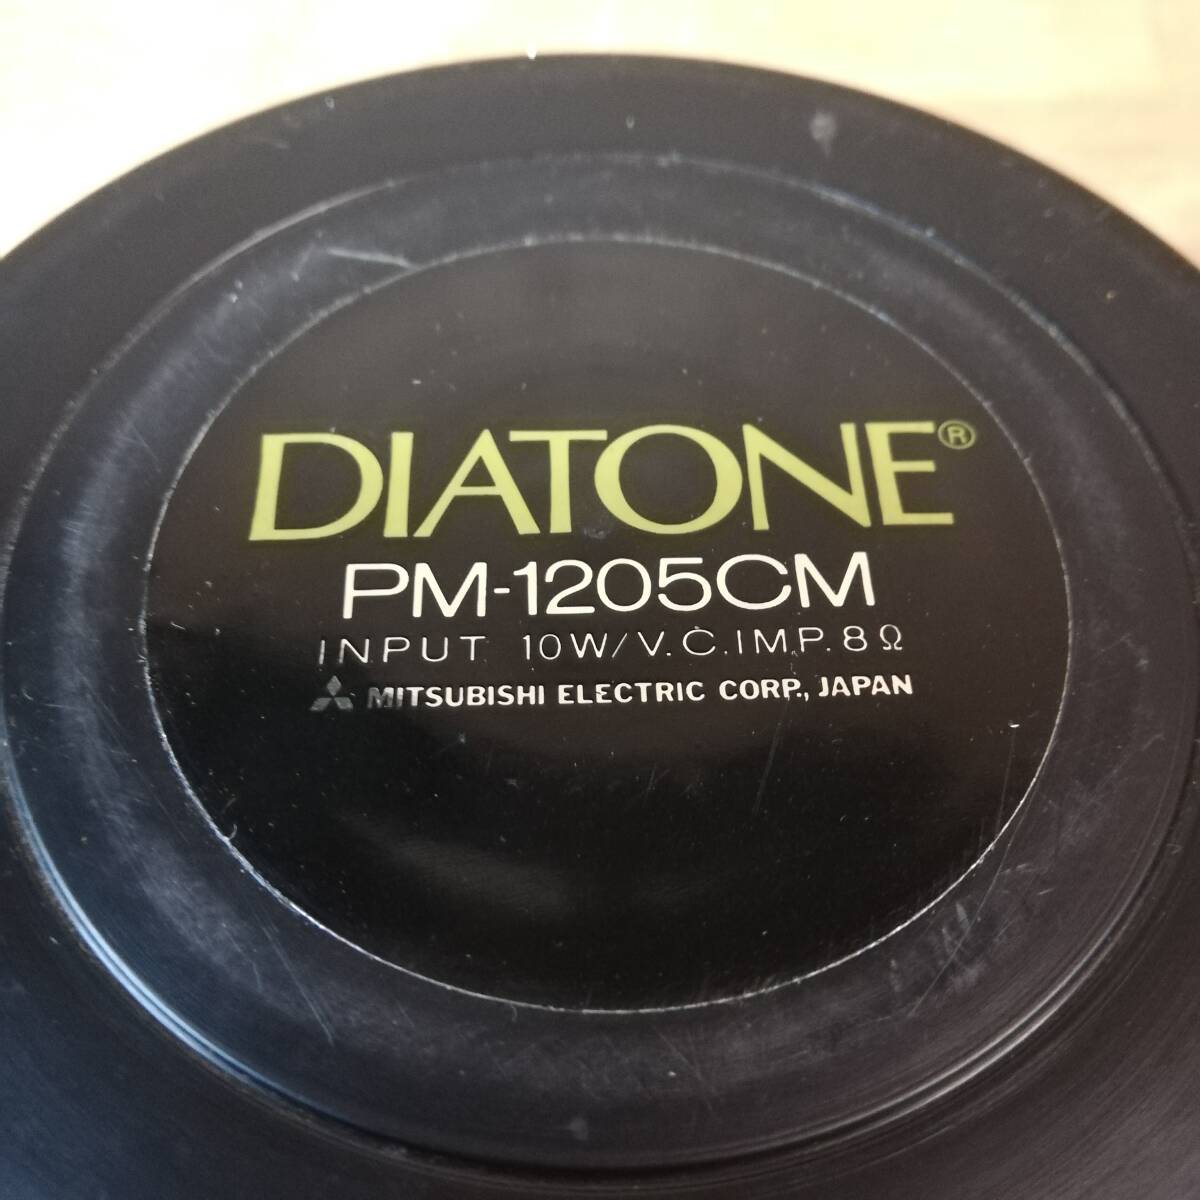 DIATONE®
PM-1205CM
INPUT 10W/V.C.IMP. 8Ω
MITSUBISHI ELECTRIC CORP., JAPAN